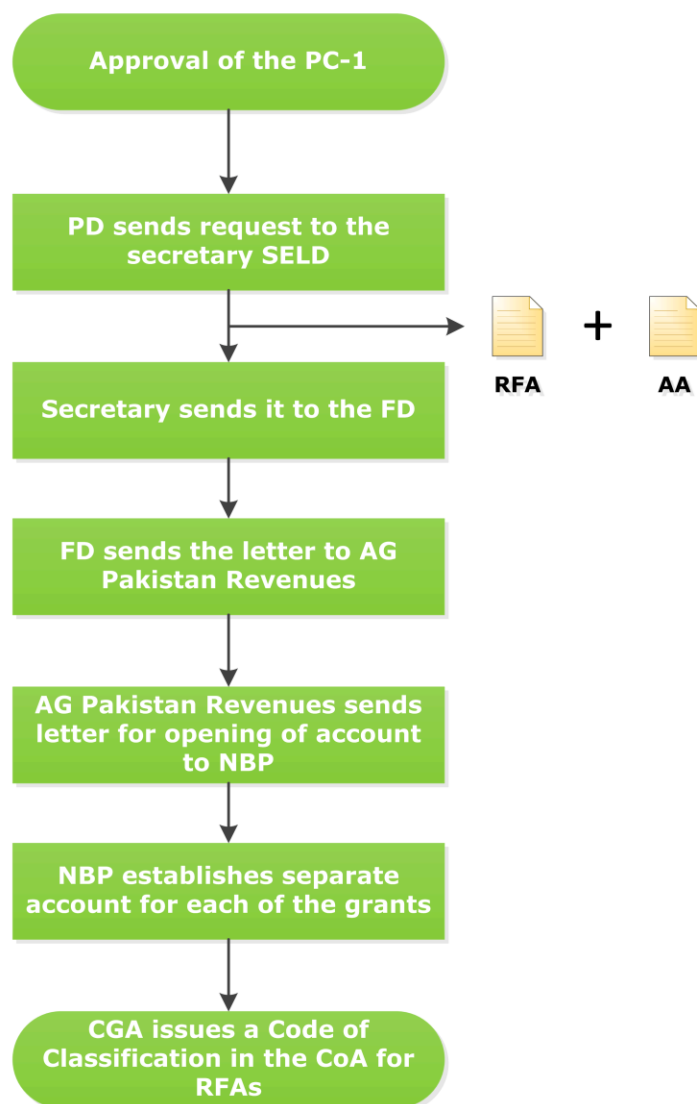 Approval of the PC-1
PD sends request to the
secretary SELD
+
RFA
AA
Secretary sends it to the FD
FD sends the letter to AG
Pakistan Revenues
AG Pakistan Revenues sends
letter for opening of account
to NBP
NBP establishes separate
account for each of the grants
CGA issues a Code of
Classification in the CoA for
RFAs